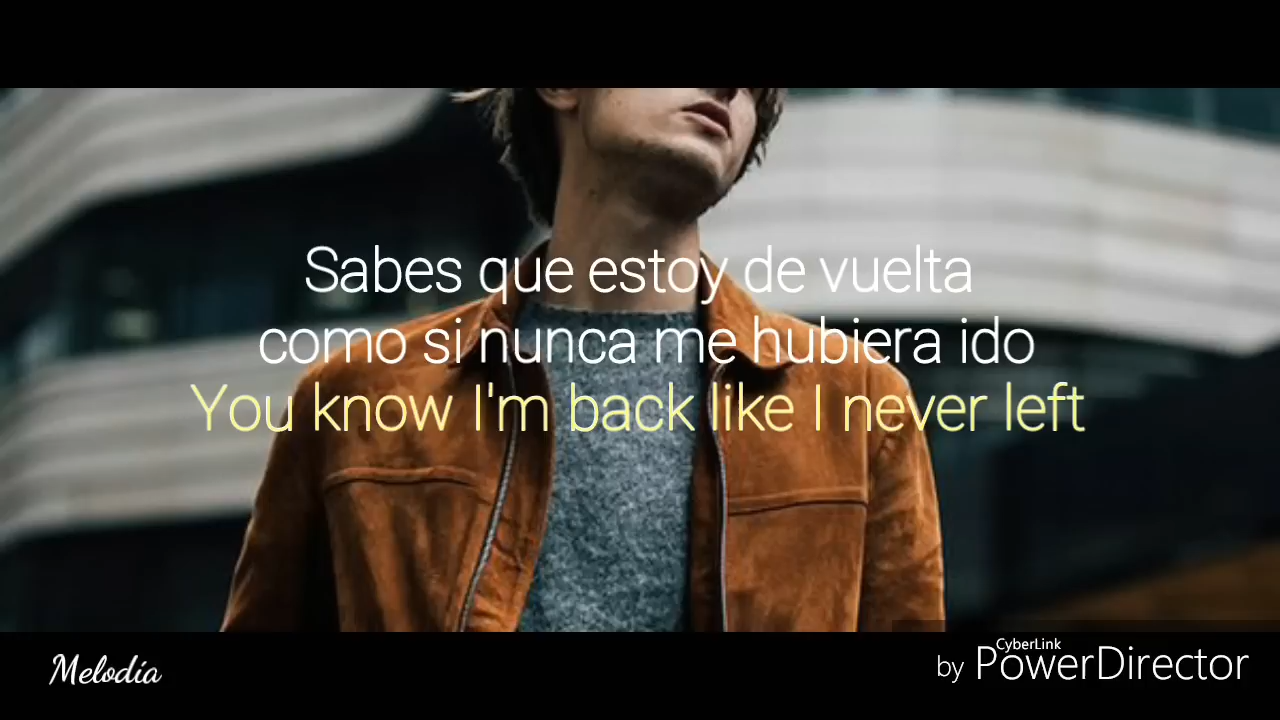 Sabes que estoy de vuelta
como si nunca me hubiera ido
You know I'm back like I never left
Melodía
by CyberLink PowerDirector